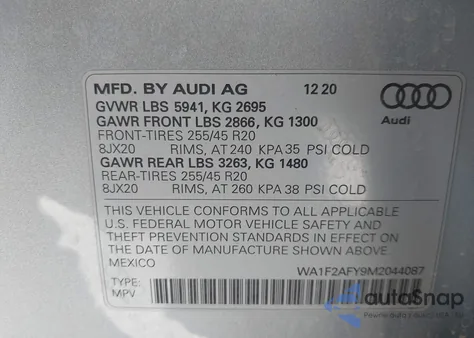 MFD. BY AUDI AG 12 20
GVWR LBS 5941, KG 2695
GAWR FRONT LBS 2866, KG 1300
Audi
FRONT-TIRES 255/45 R20
8JX20 RIMS, AT 240 KPA 35 PSI COLD
GAWR REAR LBS 3263, KG 1480
REAR-TIRES 255/45 R20
8JX20 RIMS, AT 260 KPA 38 PSI COLD
THIS VEHICLE CONFORMS TO ALL APPLICABLE
U.S. FEDERAL MOTOR VEHICLE SAFETY AND
THEFT PREVENTION STANDARDS IN EFFECT ON
THE DATE OF MANUFACTURE SHOWN ABOVE.
MEXICO WA1F2AFY9M2044087
TYPE:
MPV
autoSnap